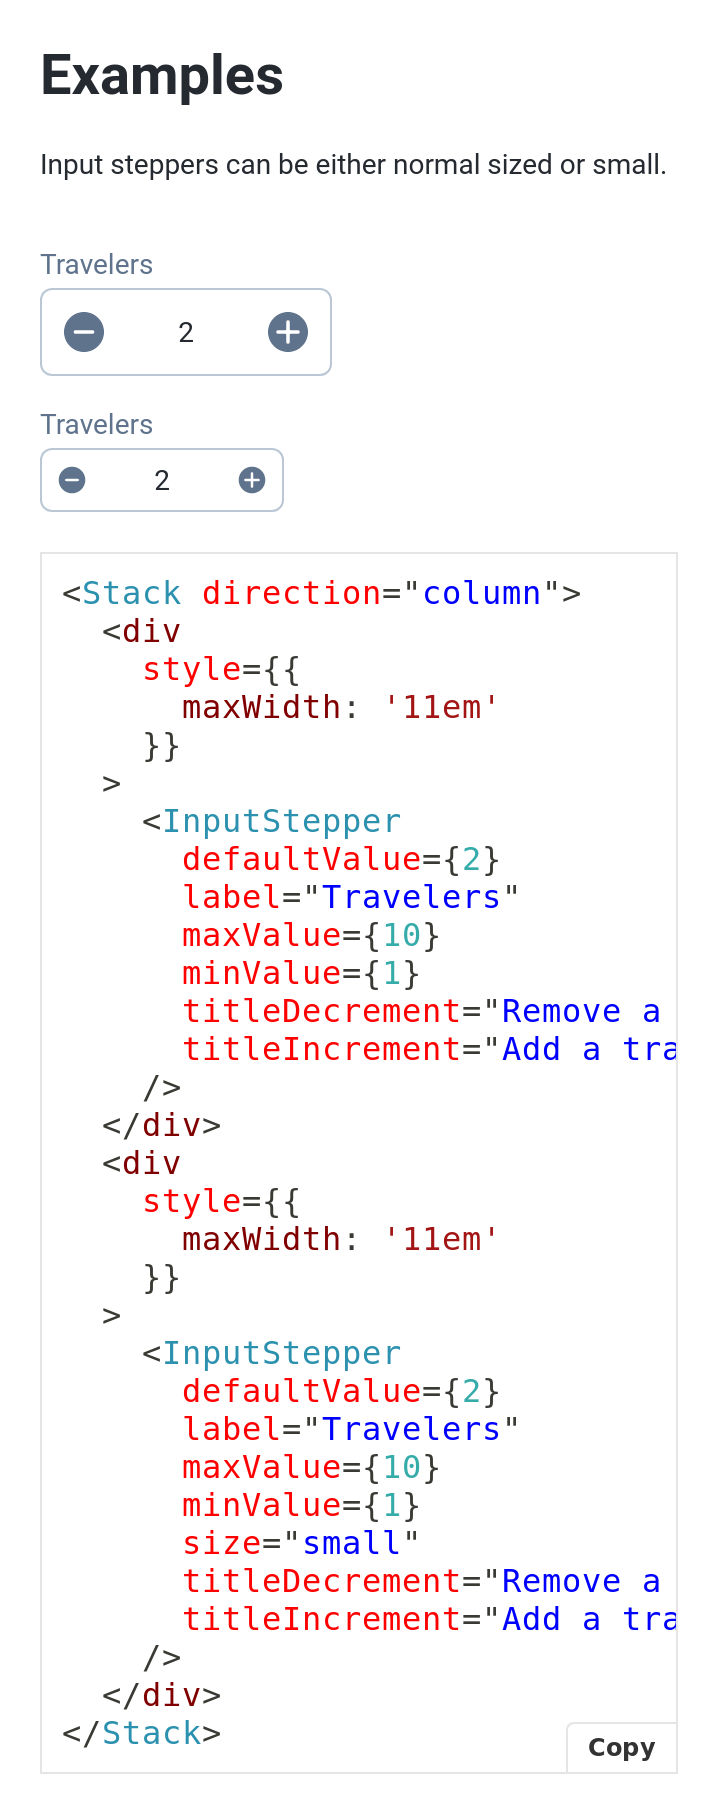 Examples
Input steppers can be either normal sized or small.
Travelers
2
Travelers
2
<Stack direction="column">
  <div
    style={{
      maxWidth: '11em'
    }}
  >
    <InputStepper
      defaultValue={2}
      label="Travelers"
      maxValue={10}
      minValue={1}
      titleDecrement="Remove a
      titleIncrement="Add a tra
    />
  </div>
  <div
    style={{
      maxWidth: '11em'
    }}
  >
    <InputStepper
      defaultValue={2}
      label="Travelers"
      maxValue={10}
      minValue={1}
      size="small"
      titleDecrement="Remove a
      titleIncrement="Add a tra
    />
  </div>
</Stack>
Copy